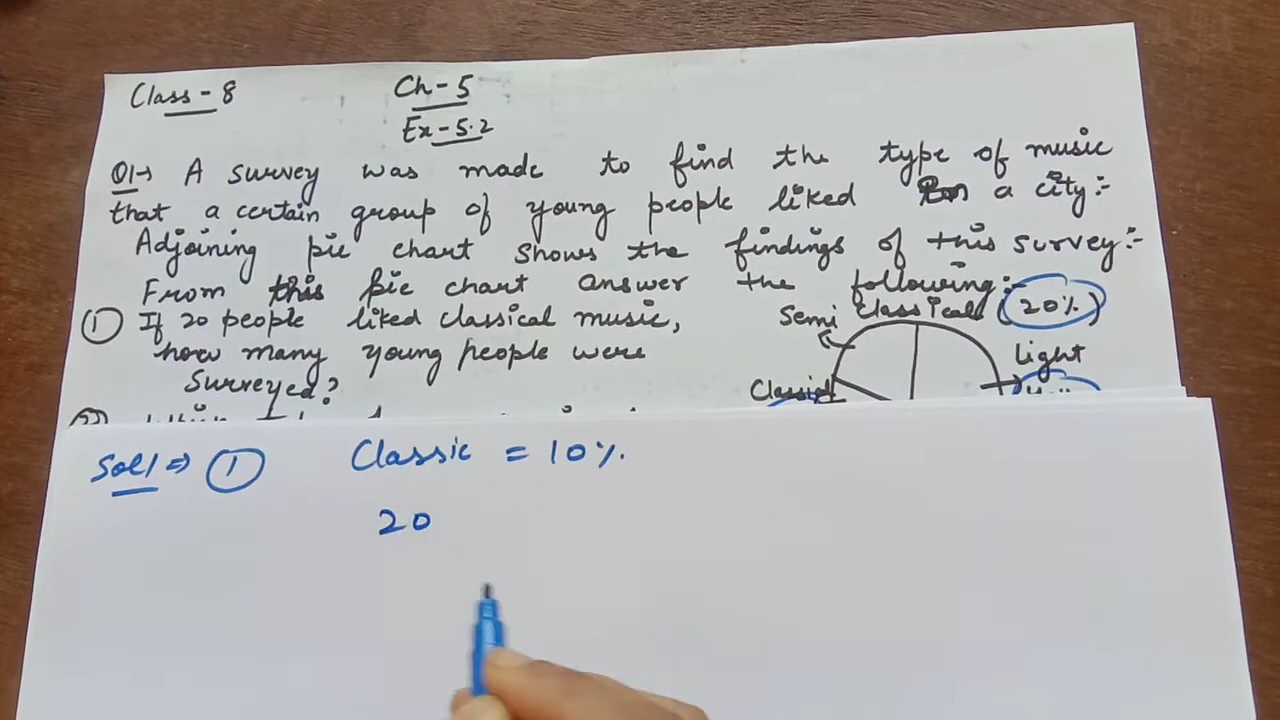 Class - 8
Ch - 5
Ex - 5.2
Q1→ A survey was made to find the type of music
that a certain group of young people liked in a city:-
Adjoining pie chart shows the findings of this survey:-
From this pie chart answer the following:-
① If 20 people liked classical music,
how many young people were
surveyed?
Semi Classical (20%)
Light
Classical
Sol1 ⇒ ① Classic = 10%.
20